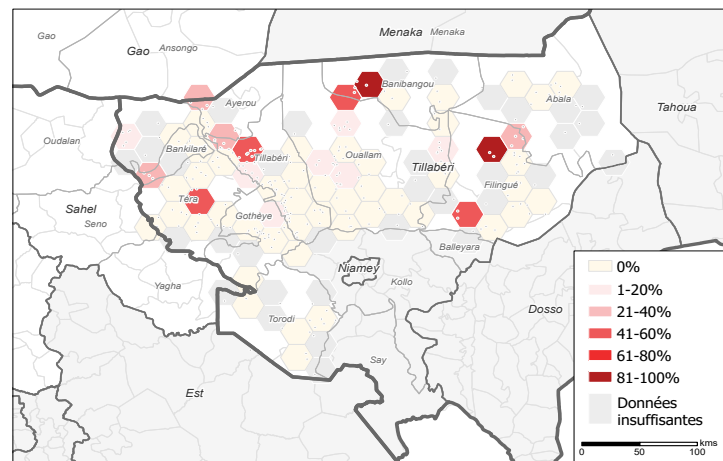 Gao
Gao
Ansongo
Menaka
Menaka
Banibangou
Abala
Tahoua
Oudalan
Ayerou
Bankilaré
Tillabéri
Ouallam
Tillabéri
Filingué
Sahel
Seno
Téra
Gothèye
Balleyara
Yagha
Niamey
Kollo
Torodi
Say
Dosso
Est
0%
1-20%
21-40%
41-60%
61-80%
81-100%
Données
insuffisantes
kms
0 50 100